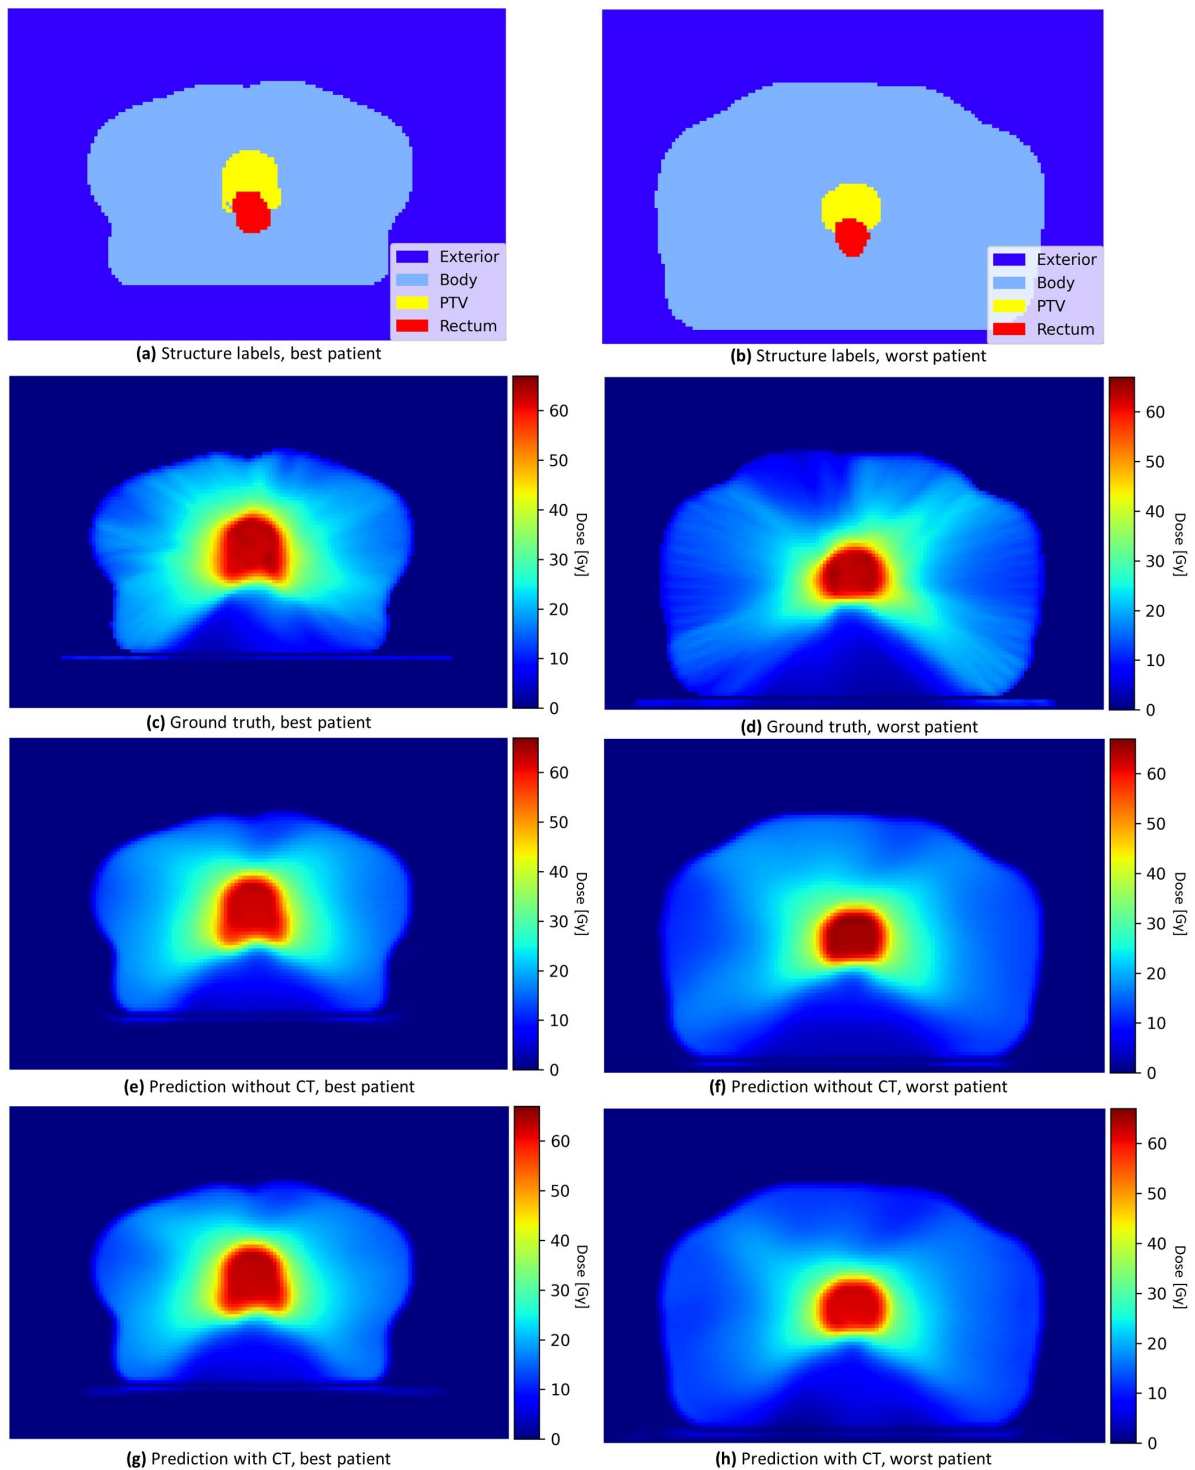 Exterior
Body
PTV
Rectum
(a) Structure labels, best patient
Exterior
Body
PTV
Rectum
(b) Structure labels, worst patient
60
50
40
30
20
10
0
Dose [Gy]
(c) Ground truth, best patient
60
50
40
30
20
10
0
Dose [Gy]
(d) Ground truth, worst patient
60
50
40
30
20
10
0
Dose [Gy]
(e) Prediction without CT, best patient
60
50
40
30
20
10
0
Dose [Gy]
(f) Prediction without CT, worst patient
60
50
40
30
20
10
0
Dose [Gy]
(g) Prediction with CT, best patient
60
50
40
30
20
10
0
Dose [Gy]
(h) Prediction with CT, worst patient